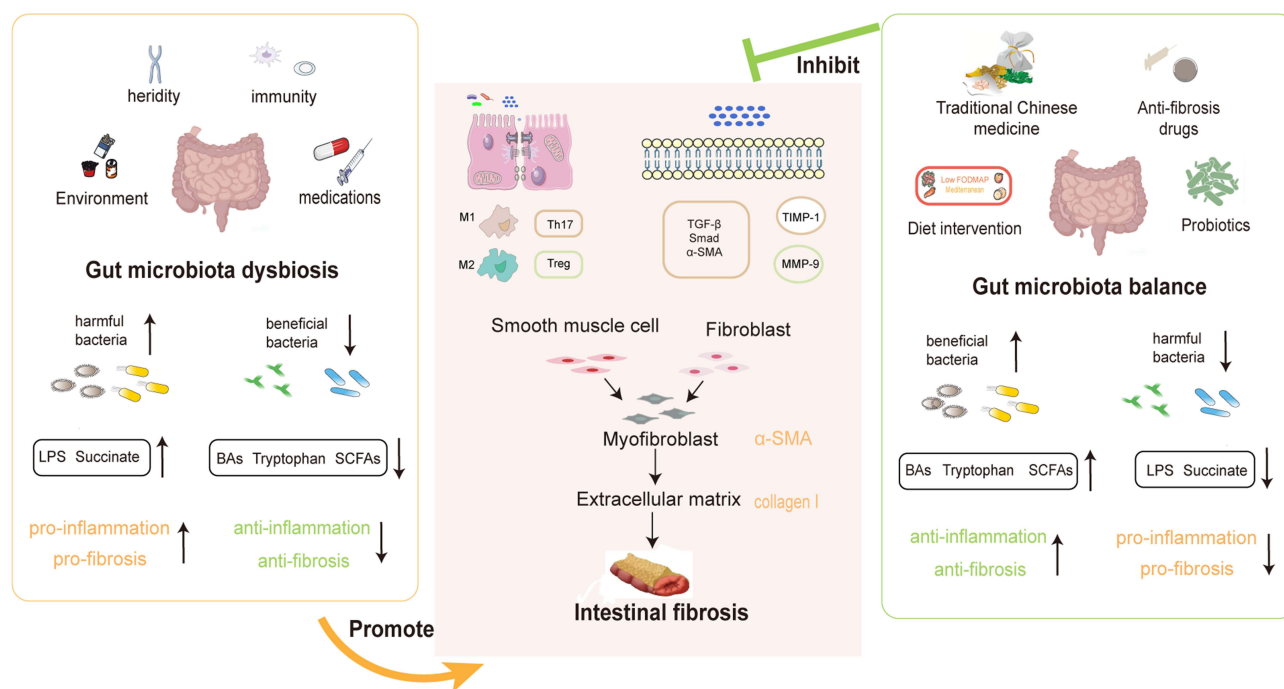 heridity
immunity
Environment
medications
Gut microbiota dysbiosis
harmful
bacteria
beneficial
bacteria
LPS Succinate
BAs Tryptophan SCFAs
pro-inflammation
pro-fibrosis
anti-inflammation
anti-fibrosis
Promote
M1
Th17
M2
Treg
TGF-β
Smad
α-SMA
TIMP-1
MMP-9
Smooth muscle cell
Fibroblast
Myofibroblast
α-SMA
Extracellular matrix
collagen I
Intestinal fibrosis
Inhibit
Traditional Chinese
medicine
Anti-fibrosis
drugs
Low FODMAP
Mediterranean
Diet intervention
Probiotics
Gut microbiota balance
beneficial
bacteria
harmful
bacteria
BAs Tryptophan SCFAs
LPS Succinate
anti-inflammation
anti-fibrosis
pro-inflammation
pro-fibrosis